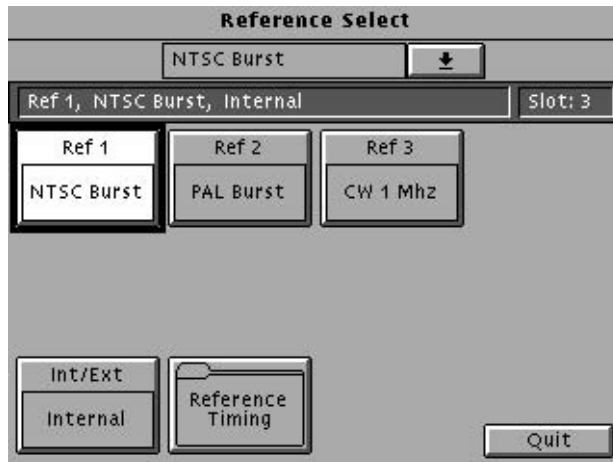 Reference Select
NTSC Burst
Ref 1, NTSC Burst, Internal
Slot: 3
Ref 1
NTSC Burst
Ref 2
PAL Burst
Ref 3
CW 1 Mhz
Int/Ext
Internal
Reference
Timing
Quit